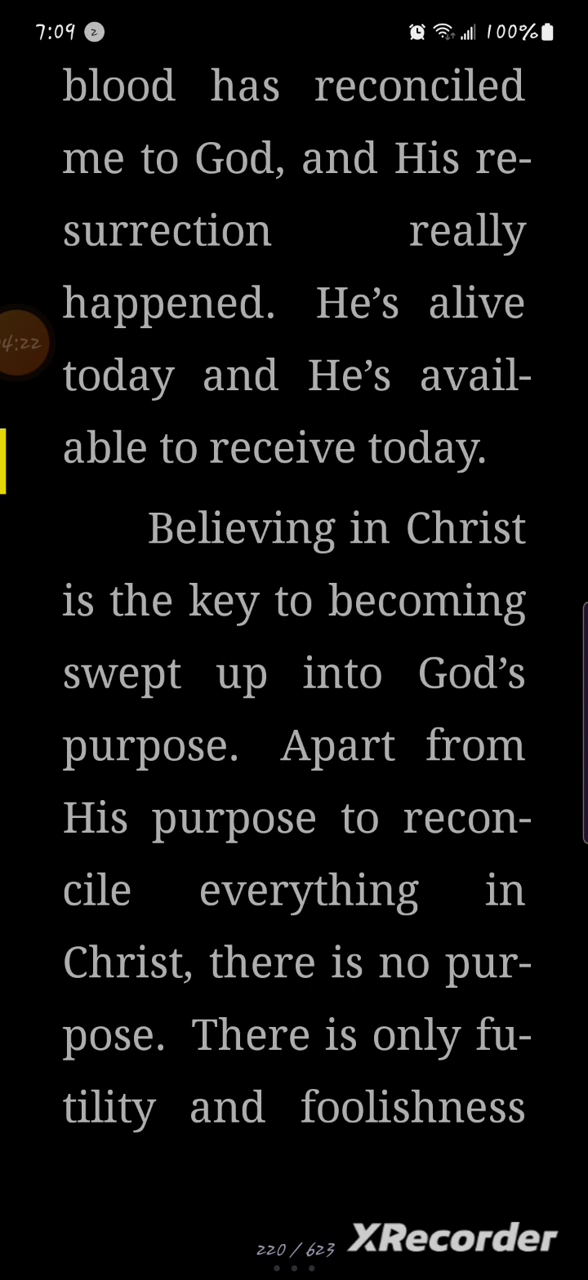 7:09 2 100%
blood has reconciled
me to God, and His re-
surrection really
happened. He’s alive
04:22
today and He’s avail-
able to receive today.
Believing in Christ
is the key to becoming
swept up into God’s
purpose. Apart from
His purpose to recon-
cile everything in
Christ, there is no pur-
pose. There is only fu-
tility and foolishness
220 / 623 XRecorder